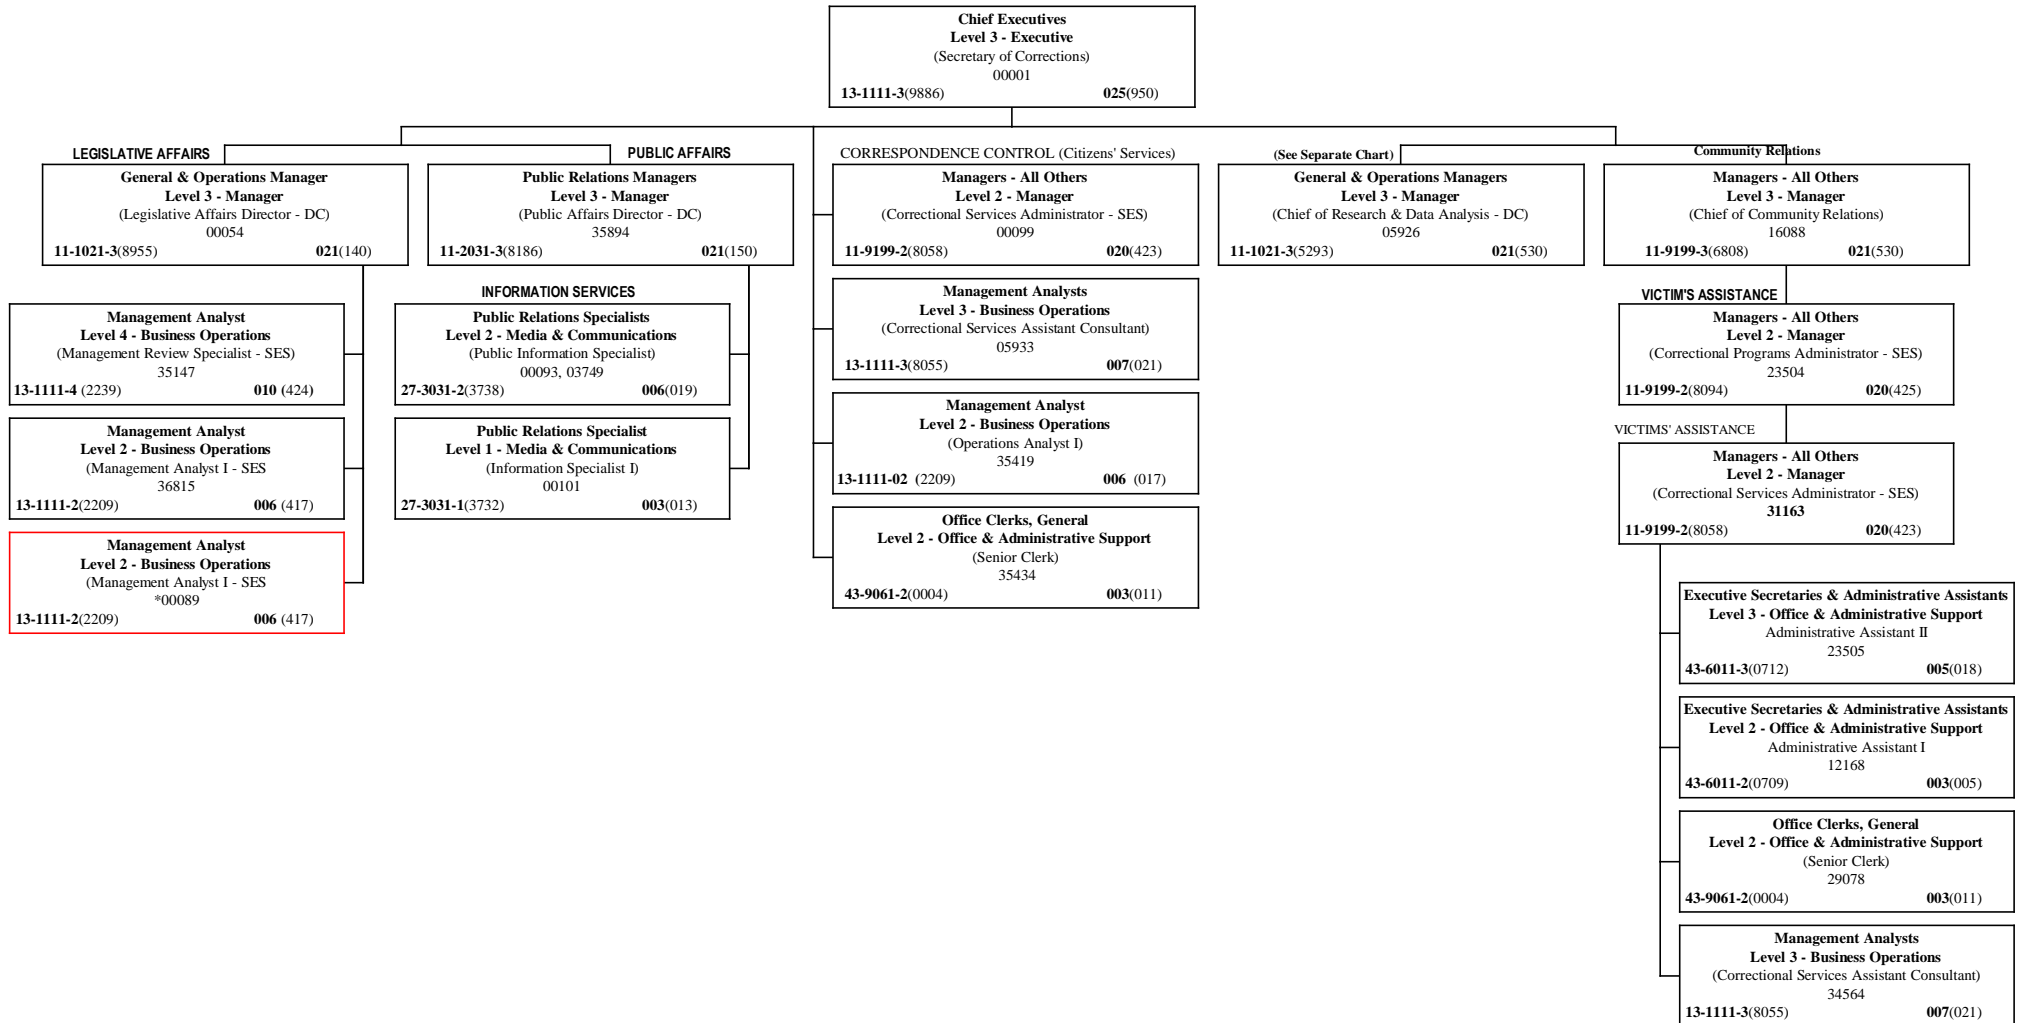 Chief Executives
Level 3 - Executive
(Secretary of Corrections)
00001
13-1111-3(9886) 025(950)
LEGISLATIVE AFFAIRS
General & Operations Manager
Level 3 - Manager
(Legislative Affairs Director - DC)
00054
11-1021-3(8955) 021(140)
Management Analyst
Level 4 - Business Operations
(Management Review Specialist - SES)
35147
13-1111-4 (2239) 010 (424)
Management Analyst
Level 2 - Business Operations
(Management Analyst I - SES
36815
13-1111-2(2209) 006 (417)
Management Analyst
Level 2 - Business Operations
(Management Analyst I - SES
*00089
13-1111-2(2209) 006 (417)
PUBLIC AFFAIRS
Public Relations Managers
Level 3 - Manager
(Public Affairs Director - DC)
35894
11-2031-3(8186) 021(150)
INFORMATION SERVICES
Public Relations Specialists
Level 2 - Media & Communications
(Public Information Specialist)
00093, 03749
27-3031-2(3738) 006(019)
Public Relations Specialist
Level 1 - Media & Communications
(Information Specialist I)
00101
27-3031-1(3732) 003(013)
CORRESPONDENCE CONTROL (Citizens' Services)
Managers - All Others
Level 2 - Manager
(Correctional Services Administrator - SES)
00099
11-9199-2(8058) 020(423)
Management Analysts
Level 3 - Business Operations
(Correctional Services Assistant Consultant)
05933
13-1111-3(8055) 007(021)
Management Analyst
Level 2 - Business Operations
(Operations Analyst I)
35419
13-1111-02 (2209) 006 (017)
Office Clerks, General
Level 2 - Office & Administrative Support
(Senior Clerk)
35434
43-9061-2(0004) 003(011)
(See Separate Chart)
General & Operations Managers
Level 3 - Manager
(Chief of Research & Data Analysis - DC)
05926
11-1021-3(5293) 021(530)
Community Relations
Managers - All Others
Level 3 - Manager
(Chief of Community Relations)
16088
11-9199-3(6808) 021(530)
VICTIM'S ASSISTANCE
Managers - All Others
Level 2 - Manager
(Correctional Programs Administrator - SES)
23504
11-9199-2(8094) 020(425)
VICTIMS' ASSISTANCE
Managers - All Others
Level 2 - Manager
(Correctional Services Administrator - SES)
31163
11-9199-2(8058) 020(423)
Executive Secretaries & Administrative Assistants
Level 3 - Office & Administrative Support
Administrative Assistant II
23505
43-6011-3(0712) 005(018)
Executive Secretaries & Administrative Assistants
Level 2 - Office & Administrative Support
Administrative Assistant I
12168
43-6011-2(0709) 003(005)
Office Clerks, General
Level 2 - Office & Administrative Support
(Senior Clerk)
29078
43-9061-2(0004) 003(011)
Management Analysts
Level 3 - Business Operations
(Correctional Services Assistant Consultant)
34564
13-1111-3(8055) 007(021)